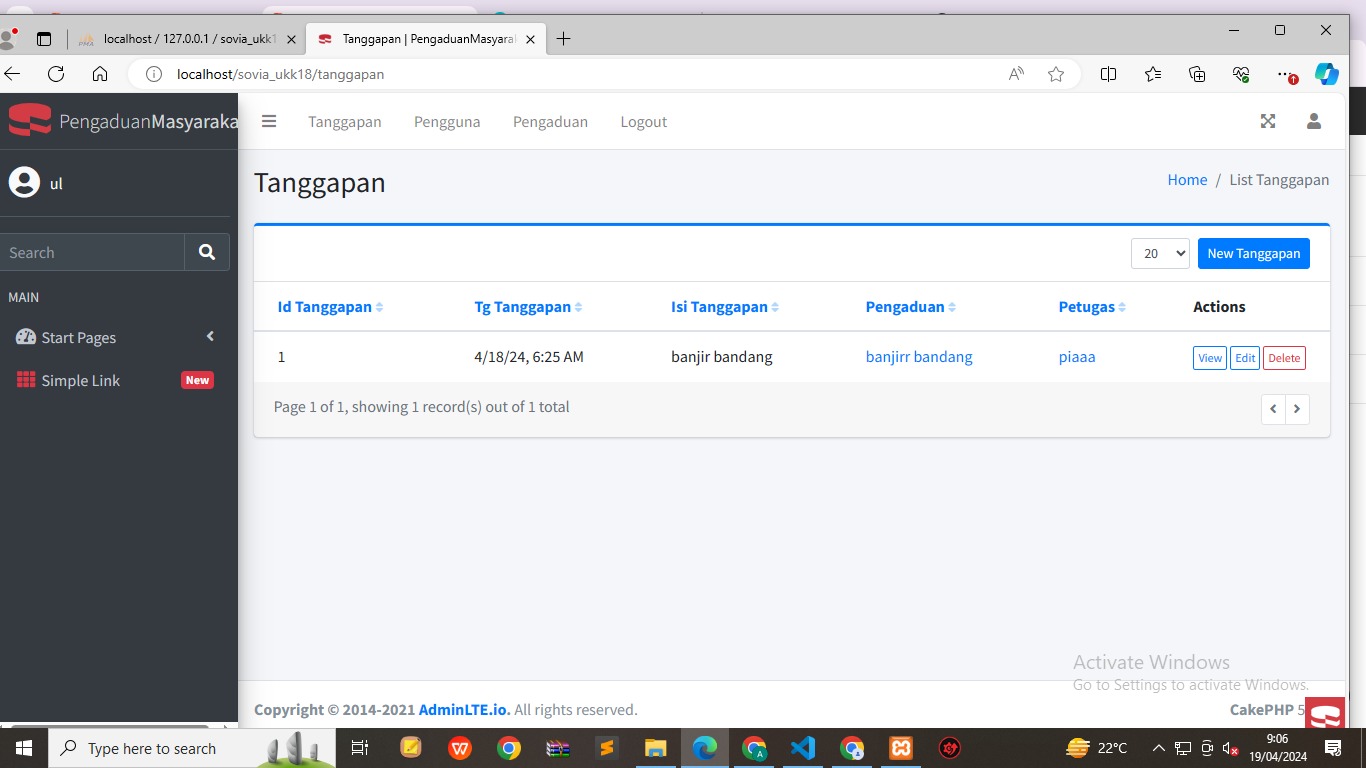 localhost / 127.0.0.1 / sovia_ukk1
Tanggapan | PengaduanMasyara
localhost/sovia_ukk18/tanggapan
PengaduanMasyaraka
Tanggapan Pengguna Pengaduan Logout
ul
Tanggapan
Home / List Tanggapan
Search
20
New Tanggapan
MAIN
Start Pages
Simple Link New
Id Tanggapan Tg Tanggapan Isi Tanggapan Pengaduan Petugas Actions
1 4/18/24, 6:25 AM banjir bandang banjirr bandang piaaa View Edit Delete
Page 1 of 1, showing 1 record(s) out of 1 total
Activate Windows
Go to Settings to activate Windows.
Copyright © 2014-2021 AdminLTE.io. All rights reserved.
CakePHP 5
Type here to search
22°C
9:06
19/04/2024